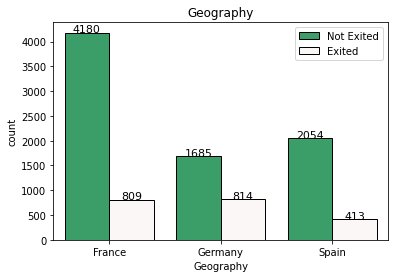 Geography
4180
Not Exited
Exited
4000
3500
3000
2500
2054
2000
1685
1500
1000
809
814
500
413
0
count
France
Germany
Spain
Geography